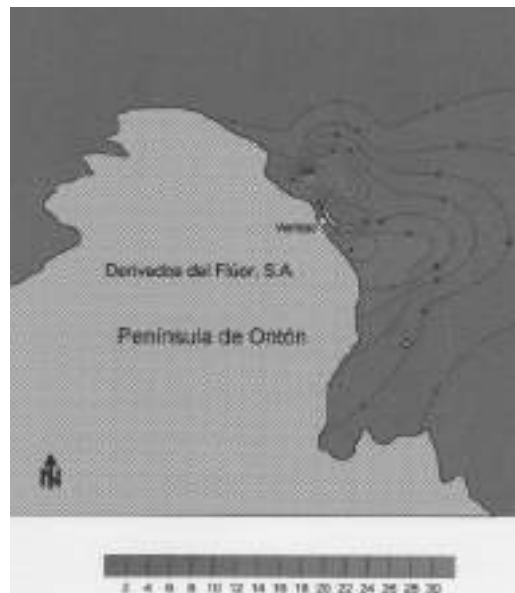 Vertido
Derivados del Flúor, S.A.
Península de Ontón
N
2 4 6 8 10 12 14 16 18 20 22 24 26 28 30